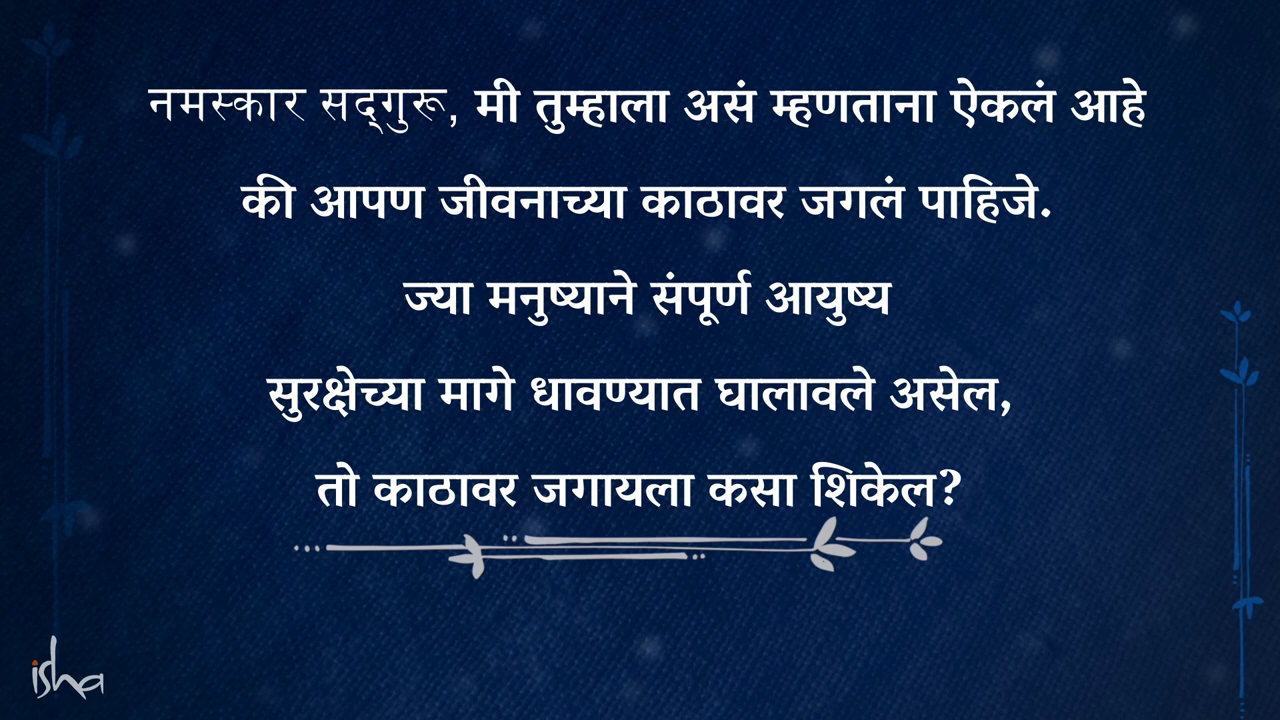 नमस्कार सद्‌गुरू, मी तुम्हाला असं म्हणताना ऐकलं आहे
की आपण जीवनाच्या काठावर जगलं पाहिजे.
ज्या मनुष्याने संपूर्ण आयुष्य
सुरक्षेच्या मागे धावण्यात घालावले असेल,
तो काठावर जगायला कसा शिकेल?
isha